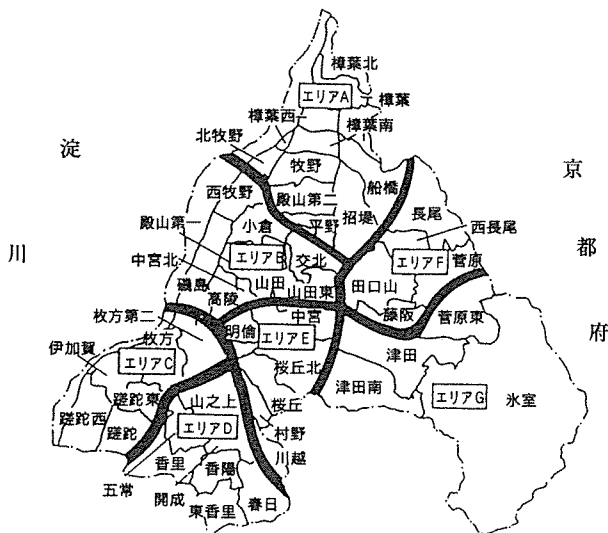 樟葉北
エリアA
樟葉
樟葉西
樟葉南
北牧野
淀
牧野
船橋
京
西牧野
殿山第二
長尾
殿山第一
小倉
平野
招堤
西長尾
都
川
中宮北
エリアB
交北
エリアF
菅原
山田
山田東
田口山
磯島
高陵
中宮
藤阪
菅原東
枚方第二
府
枚方
明倫
エリアE
伊加賀
津田
エリアC
桜丘北
蹉跎東
山之上
桜丘
津田南
エリアG
氷室
蹉跎西
蹉跎
エリアD
村野
川越
香里
香陽
五常
開成
春日
東香里